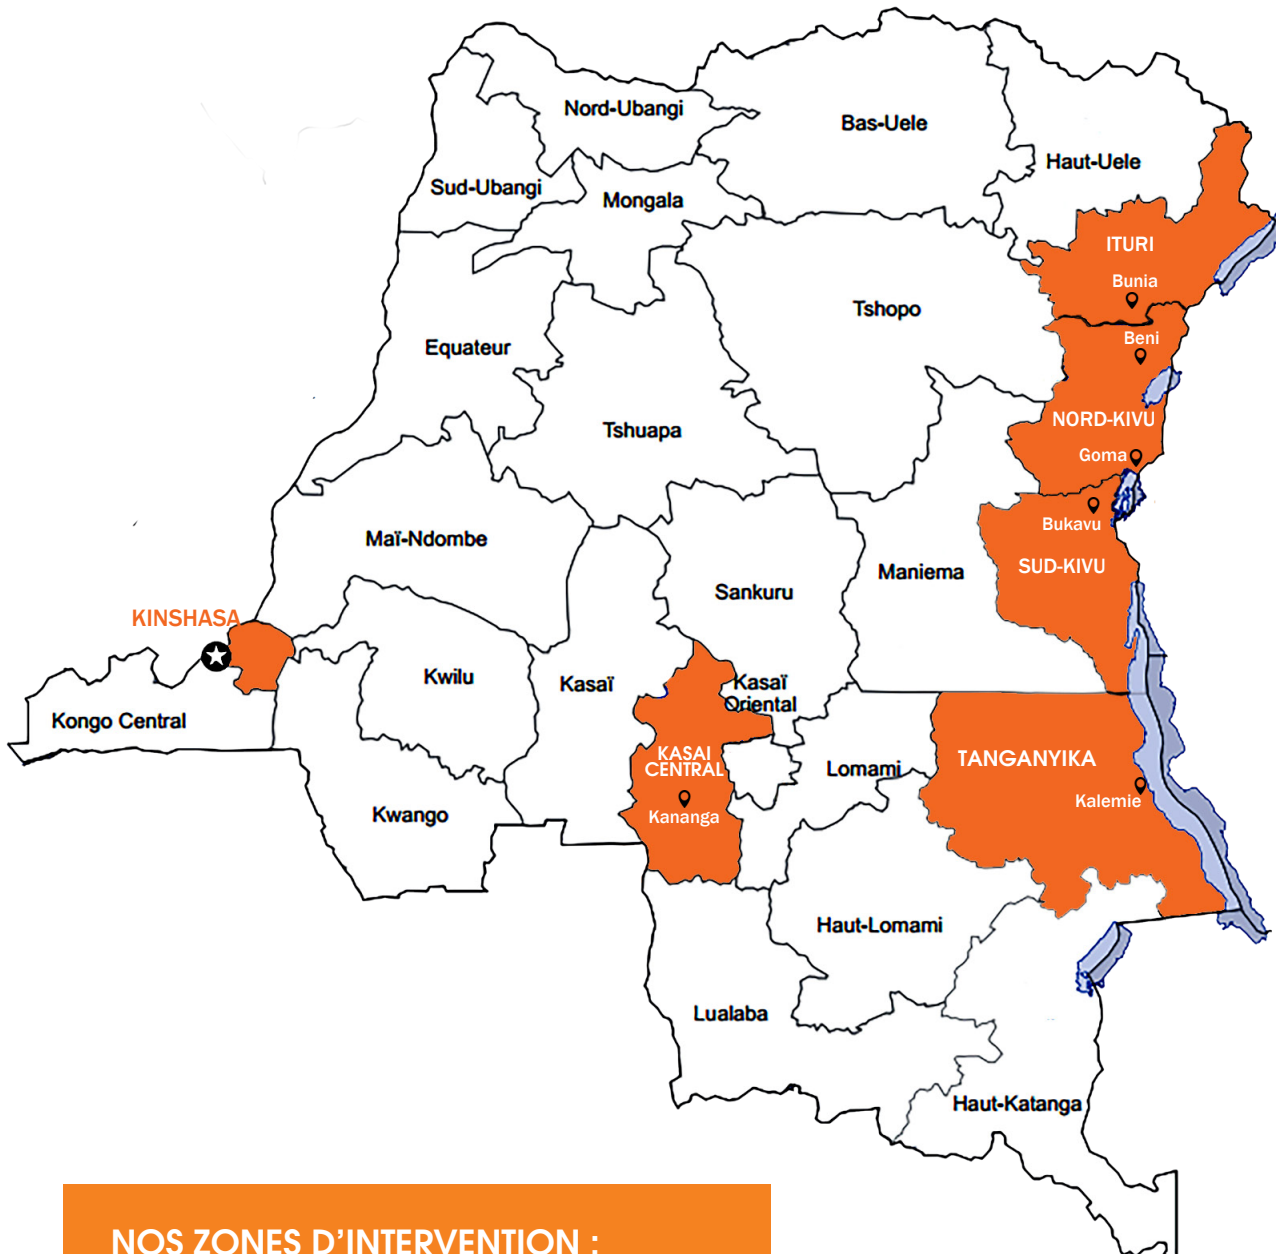 Nord-Ubangi
Bas-Uele
Haut-Uele
Sud-Ubangi
Mongala
ITURI
Bunia
Tshopo
Beni
Equateur
NORD-KIVU
Tshuapa
Goma
Bukavu
Maï-Ndombe
SUD-KIVU
Maniema
Sankuru
KINSHASA
Kwilu
Kasaï
Kasaï
Oriental
Kongo Central
KASAI
CENTRAL
TANGANYIKA
Lomami
Kalemie
Kwango
Kananga
Haut-Lomami
Lualaba
Haut-Katanga
NOS ZONES D'INTERVENTION :